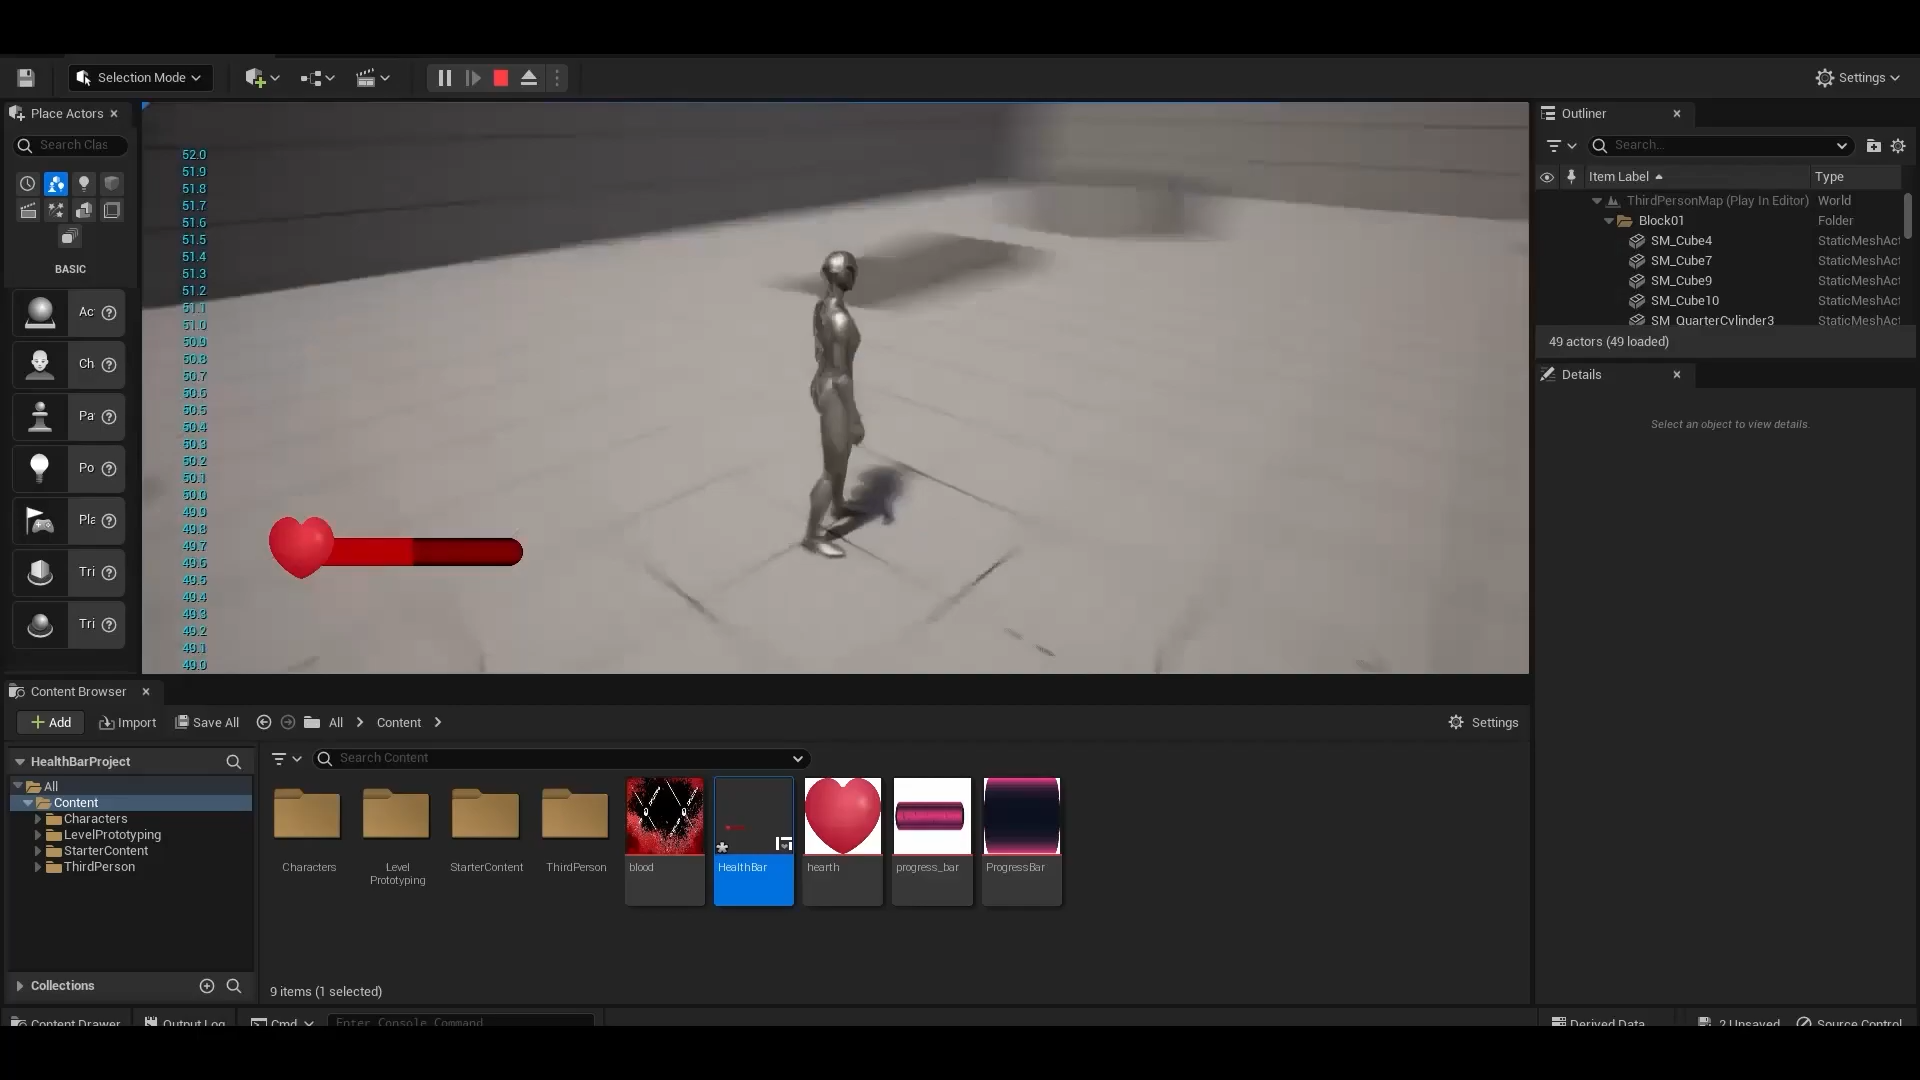 Selection Mode
Settings
Place Actors
Search Clas
BASIC
Ac
Ch
Pa
Po
Pla
Tri
Tri
52.0
51.9
51.8
51.7
51.6
51.5
51.4
51.3
51.2
51.1
51.0
50.9
50.8
50.7
50.6
50.5
50.4
50.3
50.2
50.1
50.0
49.9
49.8
49.7
49.6
49.5
49.4
49.3
49.2
49.1
49.0
Outliner
Search...
Item Label Type
ThirdPersonMap (Play In Editor) World
Block01 Folder
SM_Cube4 StaticMeshAct
SM_Cube7 StaticMeshAct
SM_Cube9 StaticMeshAct
SM_Cube10 StaticMeshAct
SM_QuarterCylinder3 StaticMeshAct
49 actors (49 loaded)
Details
Select an object to view details.
Content Browser
Add Import Save All All Content Settings
HealthBarProject
All
Content
Characters
LevelPrototyping
StarterContent
ThirdPerson
Collections
Search Content
Characters
Level
Prototyping
StarterContent
ThirdPerson
blood
HealthBar
hearth
progress_bar
ProgressBar
9 items (1 selected)
Content Drawer Output Log Cmd Enter Console Command Derived Data 2 Unsaved Source Control